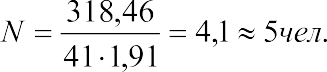 N = 318,46 / 41·1,91 = 4,1 ≈ 5чел.